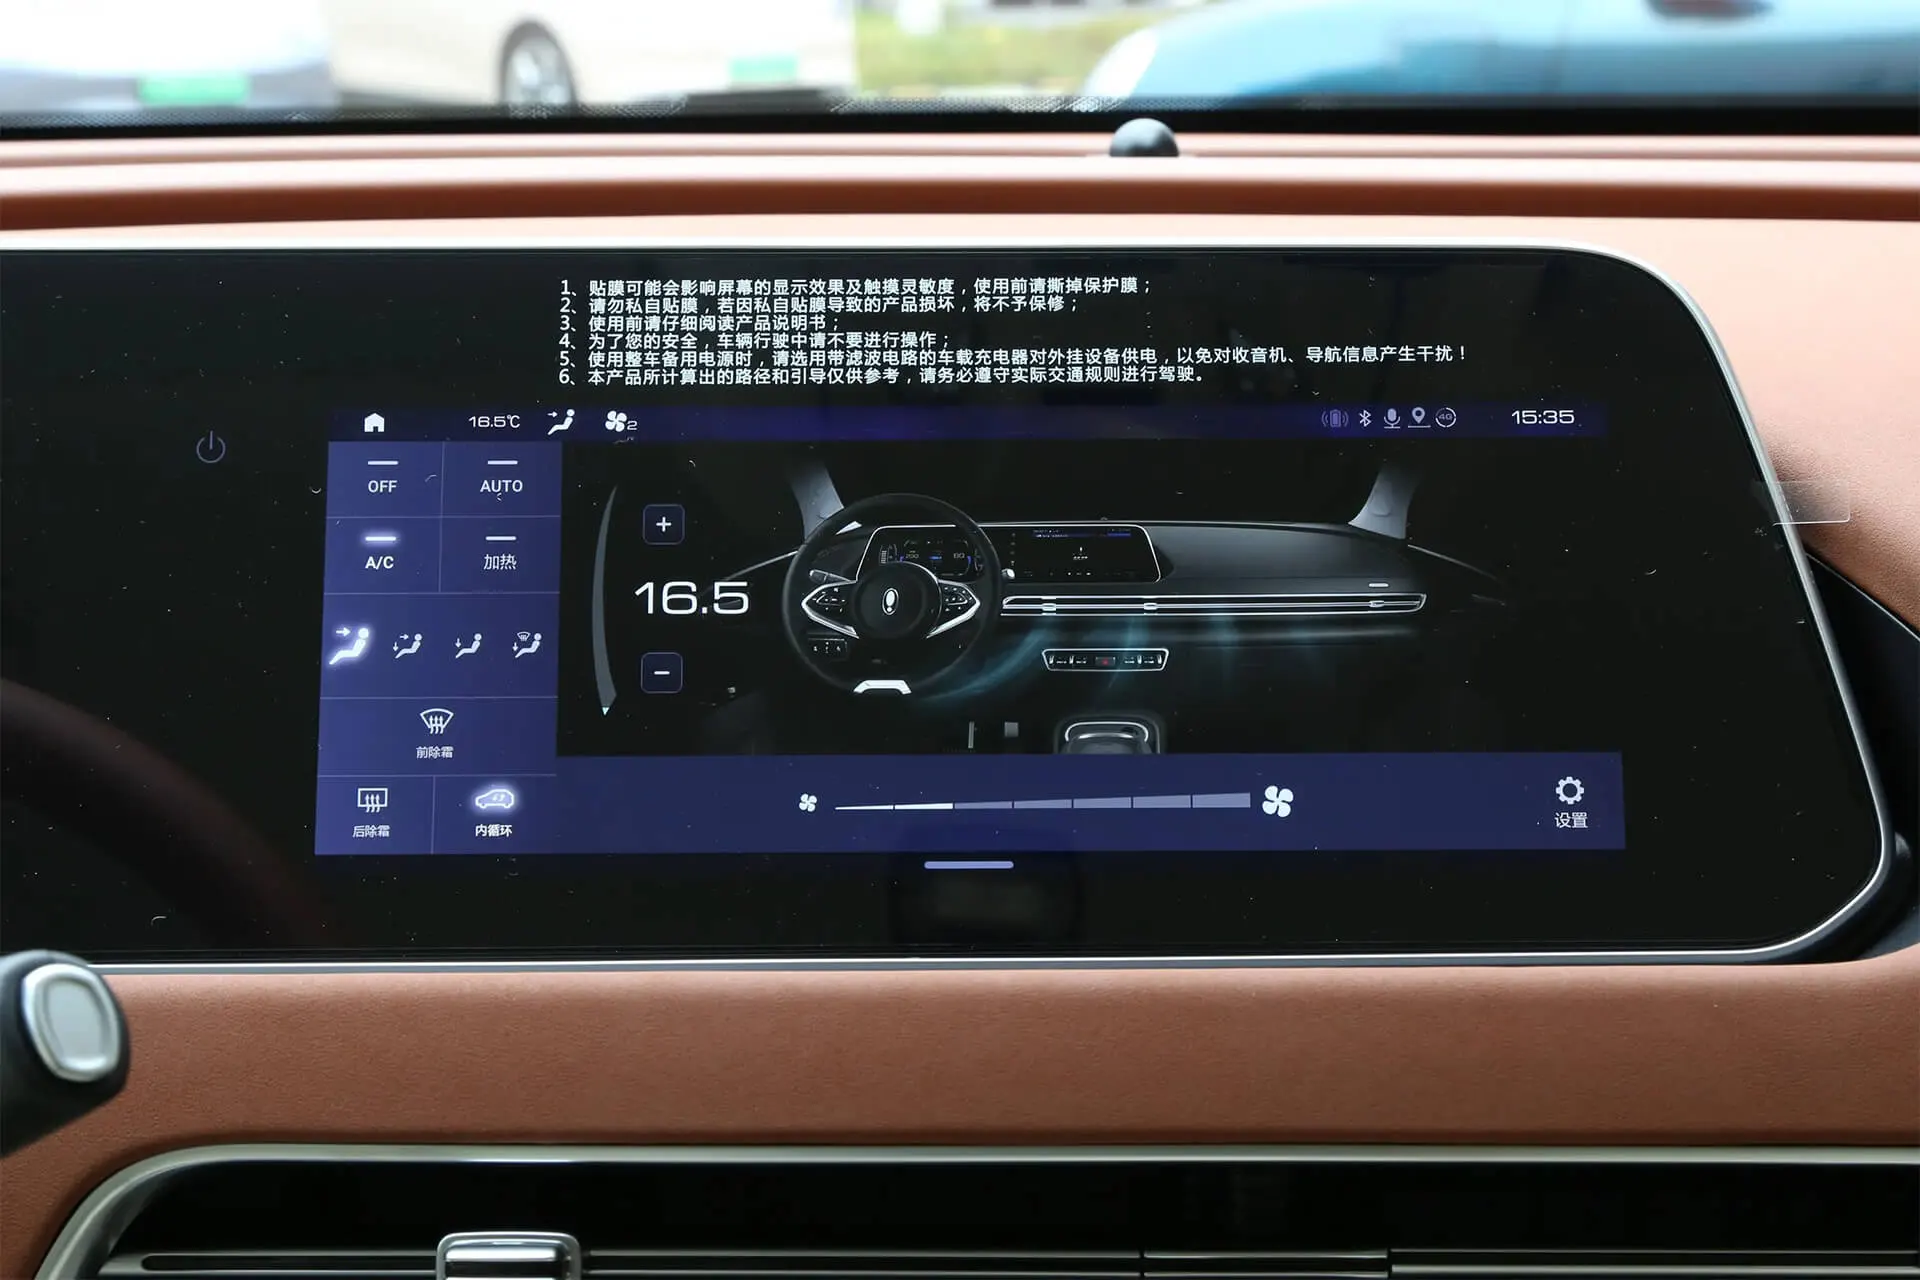 1、贴膜可能会影响屏幕的显示效果及触摸灵敏度，使用前请撕掉保护膜；
2、请勿私自贴膜，若因私自贴膜导致的产品损坏，将不予保修；
3、使用前请仔细阅读产品说明书；
4、为了您的安全，车辆行驶中请不要进行操作；
5、使用整车备用电源时，请选用带滤波电路的车载充电器对外挂设备供电，以免对收音机、导航信息产生干扰！
6、本产品所计算出的路径和引导仅供参考，请务必遵守实际交通规则进行驾驶。
16.5℃ 2 4G 15:35
OFF AUTO
A/C 加热
16.5
前除霜
后除霜 内循环
设置